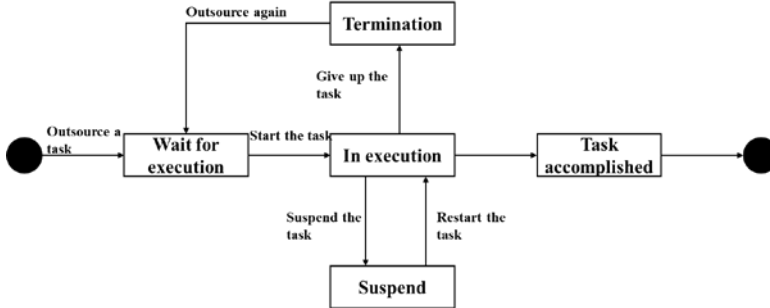 Outsource again
Termination
Give up the
task
Outsource a
task
Wait for
execution
Start the task
In execution
Task
accomplished
Suspend the
task
Restart the
task
Suspend